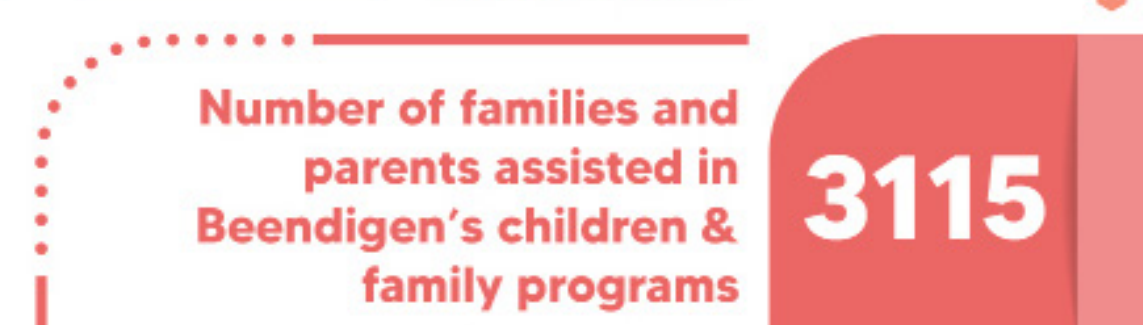 Number of families and
parents assisted in
Beendigen's children &
family programs
3115